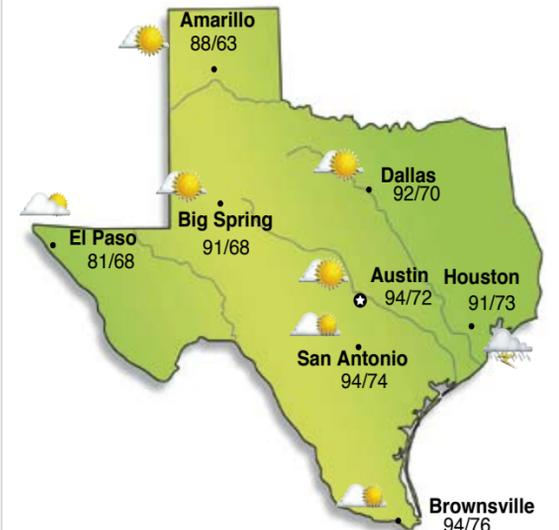 Amarillo
88/63
Dallas
92/70
Big Spring
91/68
El Paso
81/68
Austin
94/72
Houston
91/73
San Antonio
94/74
Brownsville
94/76